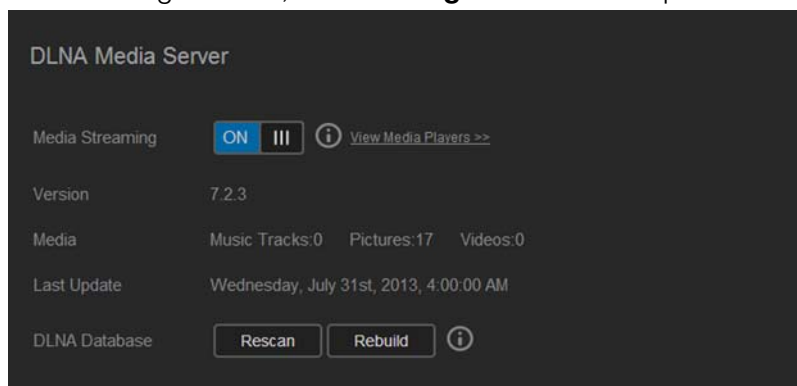 DLNA Media Server
Media Streaming ON View Media Players >>
Version 7.2.3
Media Music Tracks:0 Pictures:17 Videos:0
Last Update Wednesday, July 31st, 2013, 4:00:00 AM
DLNA Database Rescan Rebuild